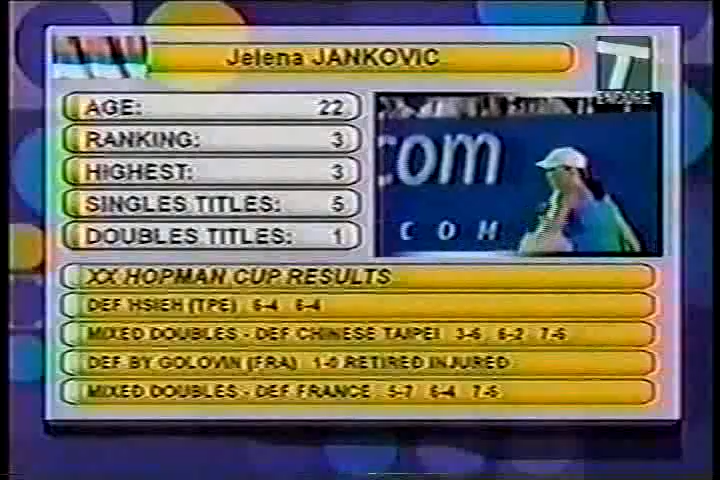 Jelena JANKOVIC
T
ENCORE
AGE: 22
RANKING: 3
HIGHEST: 3
SINGLES TITLES: 5
DOUBLES TITLES: 1
com
COM
XX HOPMAN CUP RESULTS
DEF HSIEH (TPE) 6-4 6-4
MIXED DOUBLES - DEF CHINESE TAIPEI 3-6 6-2 7-5
DEF BY GOLOVIN (FRA) 1-0 RETIRED INJURED
MIXED DOUBLES - DEF FRANCE 5-7 6-4 7-5